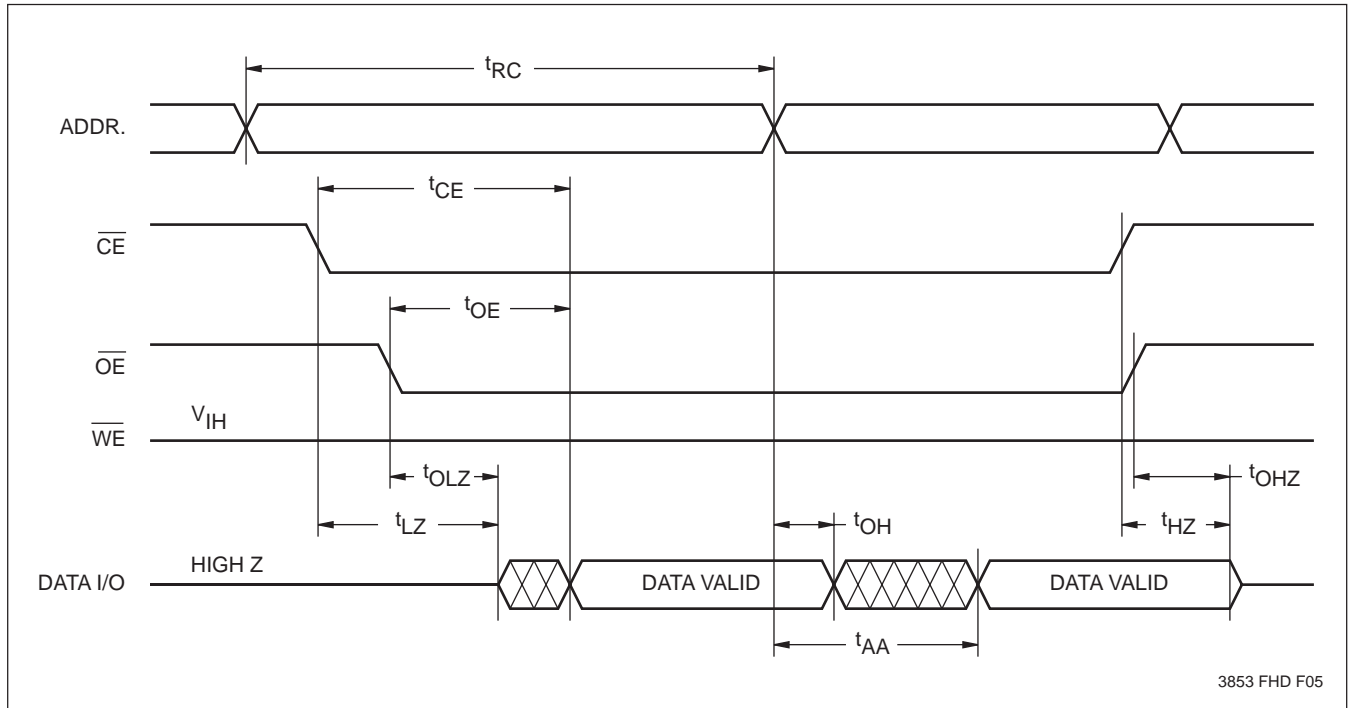 tRC
ADDR.
tCE
CE
tOE
OE
VIH
WE
tOLZ
tOHZ
tLZ
tOH
tHZ
HIGH Z
DATA I/O
DATA VALID
DATA VALID
tAA
3853 FHD F05